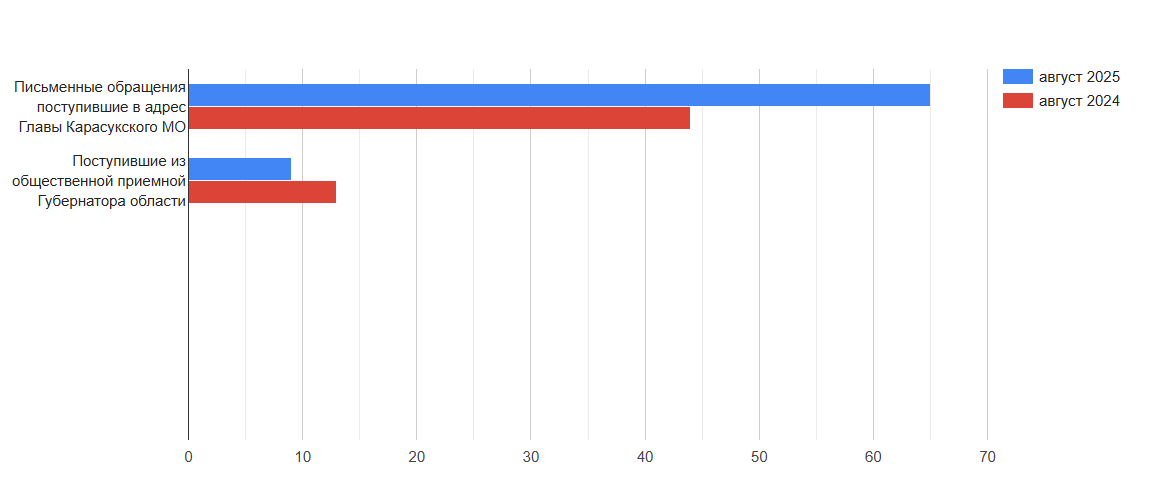 Письменные обращения
поступившие в адрес
Главы Карасукского МО
Поступившие из
общественной приемной
Губернатора области
0 10 20 30 40 50 60 70
август 2025
август 2024